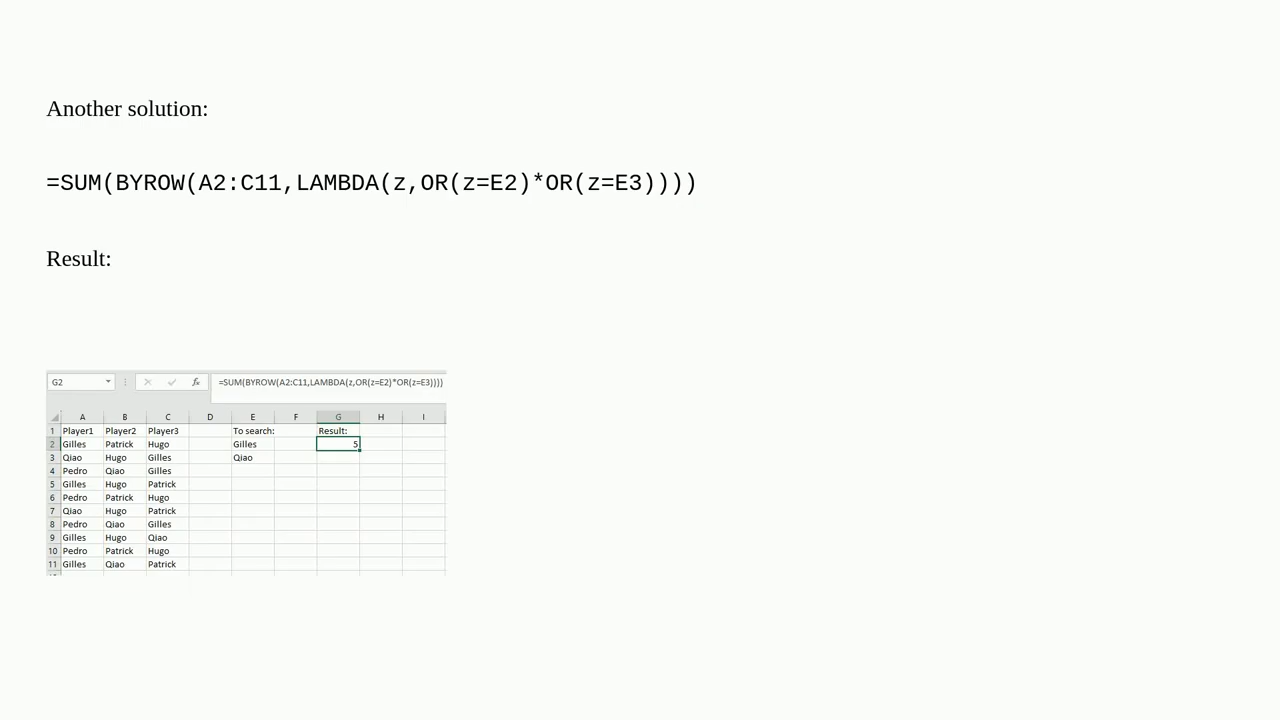 Another solution:
=SUM(BYROW(A2:C11,LAMBDA(z,OR(z=E2)*OR(z=E3))))
Result:
G2 fx =SUM(BYROW(A2:C11,LAMBDA(z,OR(z=E2)*OR(z=E3))))
A B C D E F G H I
1 Player1 Player2 Player3 To search: Result:
2 Gilles Patrick Hugo Gilles 5
3 Qiao Hugo Gilles Qiao
4 Pedro Qiao Gilles
5 Gilles Hugo Patrick
6 Pedro Patrick Hugo
7 Qiao Hugo Patrick
8 Pedro Qiao Gilles
9 Gilles Hugo Qiao
10 Pedro Patrick Hugo
11 Gilles Qiao Patrick